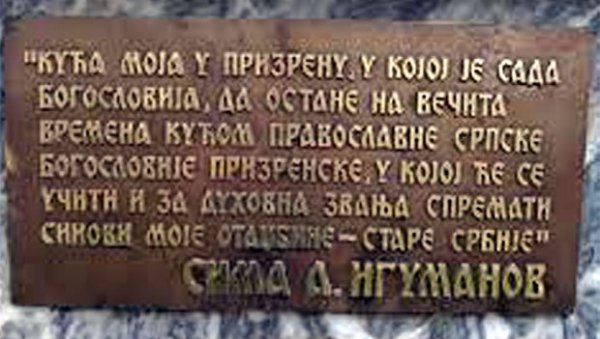 "КУЋА МОЈА У ПРИЗРЕНУ, У КОЈОЈ ЈЕ САДА
БОГОСЛОВИЈА, ДА ОСТАНЕ НА ВЕЧИТА
ВРЕМЕНА КУЋОМ ПРАВОСЛАВНЕ СРПСКЕ
БОГОСЛОВИЈЕ ПРИЗРЕНСКЕ, У КОЈОЈ ЋЕ СЕ
УЧИТИ И ЗА ДУХОВНА ЗВАЊА СПРЕМАТИ
СИНОВИ МОЈЕ ОТАЏБИНЕ – СТАРЕ СРБИЈЕ"
СИМА А. ИГУМАНОВ